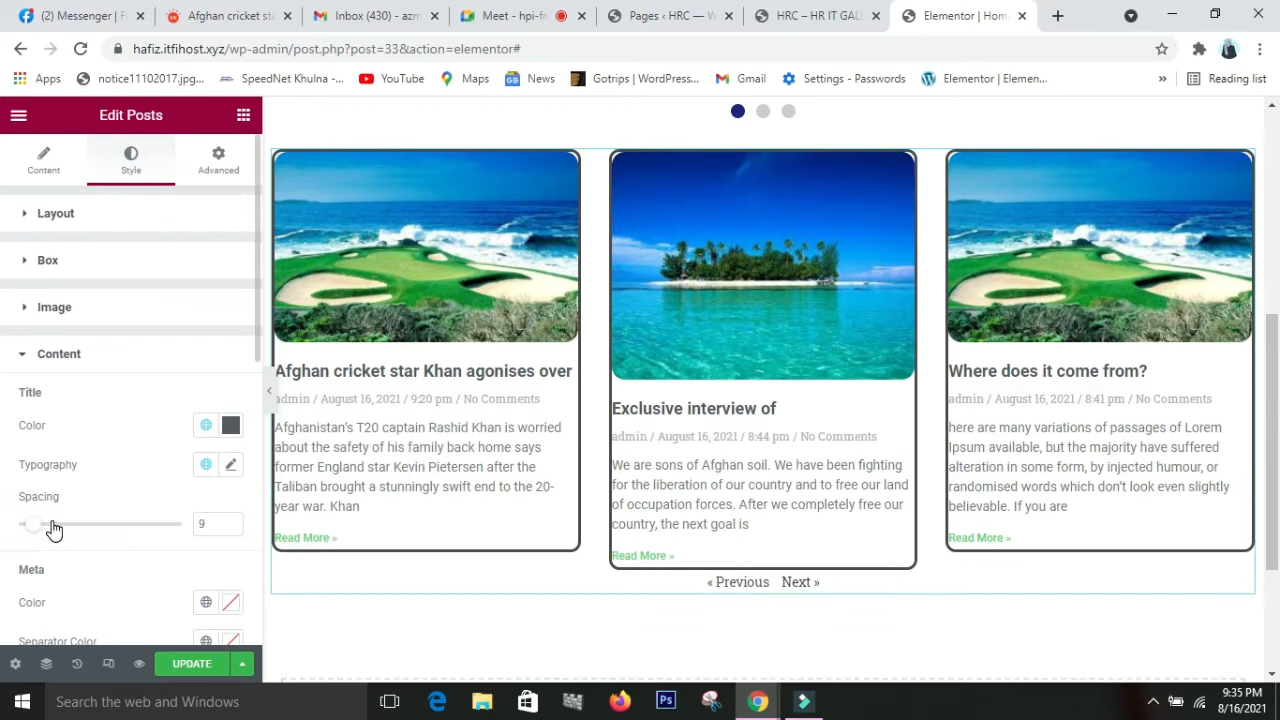 (2) Messenger | F
Afghan cricket sta
Inbox (430) - azm
Meet - hpi-fn
Pages ‹ HRC — W
HRC – HR IT GALL
Elementor | Hom
hafiz.itfihost.xyz/wp-admin/post.php?post=33&action=elementor#
Apps
notice11102017.jpg...
SpeedNet Khulna -...
YouTube
Maps
News
Gotrips | WordPress...
Gmail
Settings - Passwords
Elementor | Elemen...
»
Reading list
Edit Posts
Content
Style
Advanced
Layout
Box
Image
Content
Title
Color
Typography
Spacing
9
Meta
Color
Separator Color
UPDATE
Afghan cricket star Khan agonises over
admin / August 16, 2021 / 9:20 pm / No Comments
Afghanistan's T20 captain Rashid Khan is worried
about the safety of his family back home says
former England star Kevin Pietersen after the
Taliban brought a stunningly swift end to the 20-
year war. Khan
Read More »
Exclusive interview of
admin / August 16, 2021 / 8:44 pm / No Comments
We are sons of Afghan soil. We have been fighting
for the liberation of our country and to free our land
of occupation forces. After we completely free our
country, the next goal is
Read More »
Where does it come from?
admin / August 16, 2021 / 8:41 pm / No Comments
here are many variations of passages of Lorem
Ipsum available, but the majority have suffered
alteration in some form, by injected humour, or
randomised words which don't look even slightly
believable. If you are
Read More »
« Previous Next »
Search the web and Windows
Ps
9:35 PM
8/16/2021